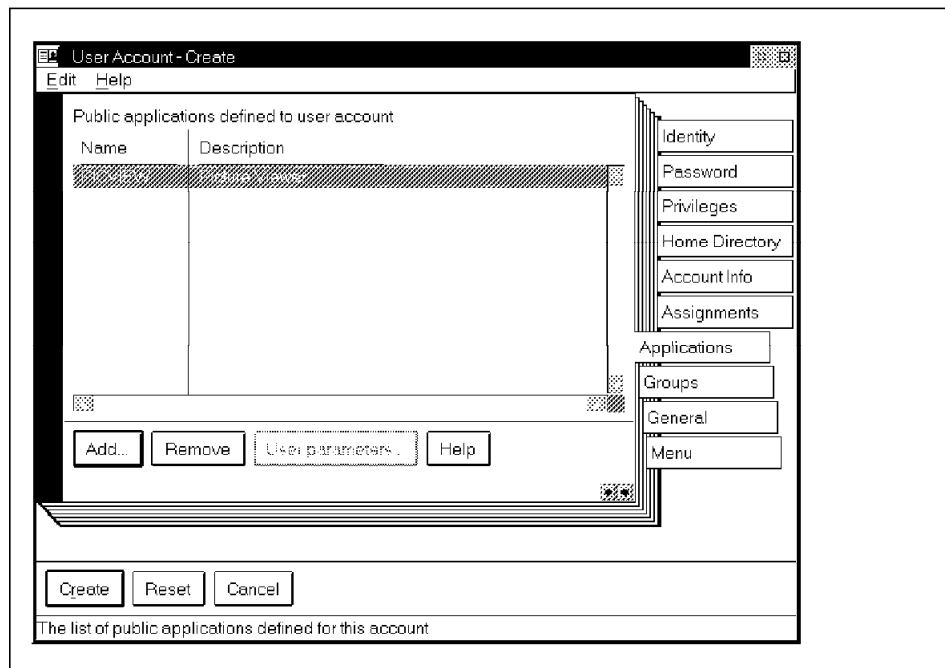 User Account - Create
Edit Help
Public applications defined to user account
Name Description
PICVIEW Picture Viewer
Identity
Password
Privileges
Home Directory
Account Info
Assignments
Applications
Groups
General
Menu
Add... Remove User parameters... Help
Create Reset Cancel
The list of public applications defined for this account